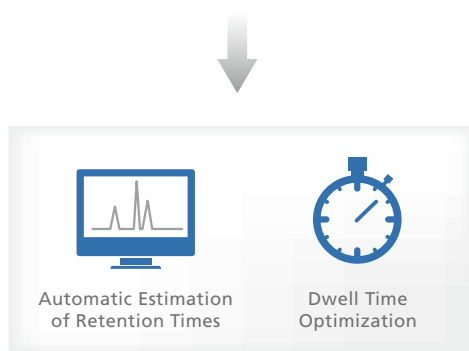 Automatic Estimation
of Retention Times
Dwell Time
Optimization